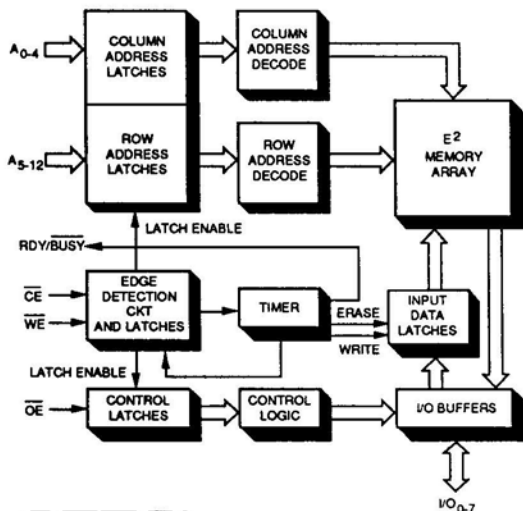 A0-4
COLUMN
ADDRESS
LATCHES
COLUMN
ADDRESS
DECODE
A5-12
ROW
ADDRESS
LATCHES
ROW
ADDRESS
DECODE
E²
MEMORY
ARRAY
LATCH ENABLE
RDY/BUSY
CE
WE
EDGE
DETECTION
CKT
AND LATCHES
TIMER
ERASE
WRITE
INPUT
DATA
LATCHES
LATCH ENABLE
OE
CONTROL
LATCHES
CONTROL
LOGIC
I/O BUFFERS
I/O0-7